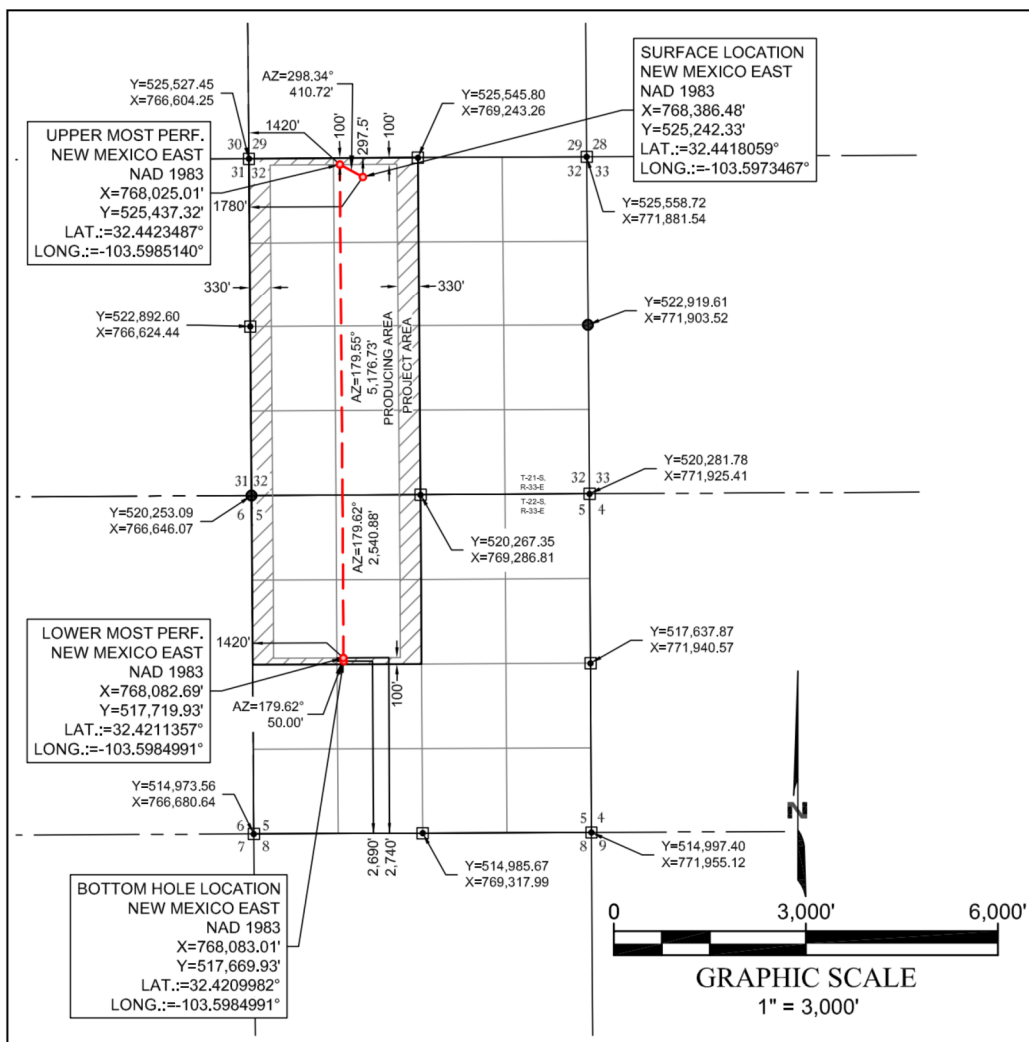 Y=525,527.45
X=766,604.25
AZ=298.34°
410.72'
SURFACE LOCATION
NEW MEXICO EAST
NAD 1983
X=768,386.48'
Y=525,242.33'
LAT.:=32.4418059°
LONG.:=-103.5973467°
Y=525,545.80
X=769,243.26
1420'
100'
297.5'
100'
UPPER MOST PERF.
NEW MEXICO EAST
NAD 1983
X=768,025.01'
Y=525,437.32'
LAT.:=32.4423487°
LONG.:=-103.5985140°
30 29
31 32
29 28
32 33
1780'
Y=525,558.72
X=771,881.54
330'
330'
Y=522,892.60
X=766,624.44
Y=522,919.61
X=771,903.52
AZ=179.55°
5,176.73'
PRODUCING AREA
PROJECT AREA
31 32
6 5
T-21-S.
R-33-E
T-22-S.
R-33-E
32 33
5 4
Y=520,281.78
X=771,925.41
Y=520,253.09
X=766,646.07
AZ=179.62°
2,540.88'
Y=520,267.35
X=769,286.81
LOWER MOST PERF.
NEW MEXICO EAST
NAD 1983
X=768,082.69'
Y=517,719.93'
LAT.:=32.4211357°
LONG.:=-103.5984991°
1420'
Y=517,637.87
X=771,940.57
AZ=179.62°
50.00'
100'
Y=514,973.56
X=766,680.64
6 5
7 8
5 4
8 9
2,690'
2,740'
Y=514,985.67
X=769,317.99
Y=514,997.40
X=771,955.12
N
BOTTOM HOLE LOCATION
NEW MEXICO EAST
NAD 1983
X=768,083.01'
Y=517,669.93'
LAT.:=32.4209982°
LONG.:=-103.5984991°
0 3,000' 6,000'
GRAPHIC SCALE
1" = 3,000'